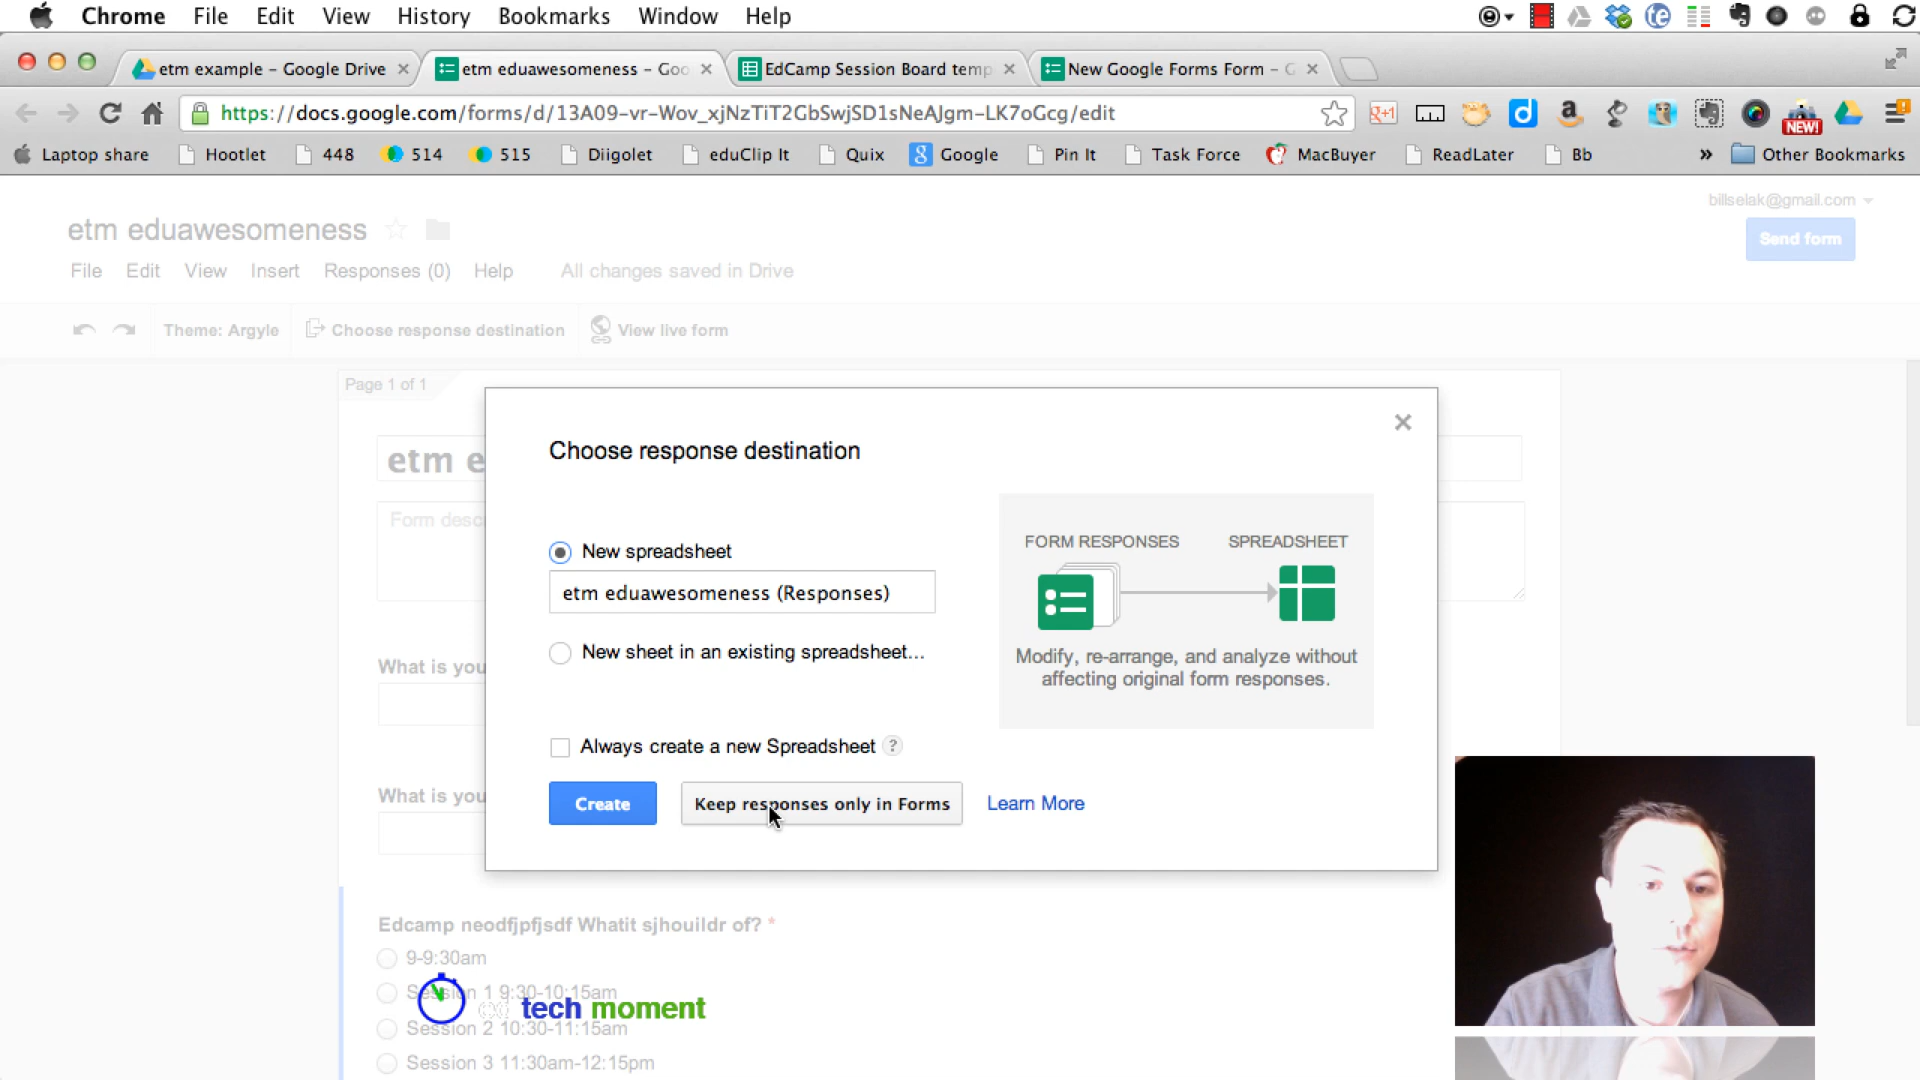 Chrome File Edit View History Bookmarks Window Help
etm example – Google Drive
etm eduawesomeness – Goo
EdCamp Session Board temp
New Google Forms Form – G
https://docs.google.com/forms/d/13A09-vr-Wov_xjNzTiT2GbSwjSD1sNeAJgm-LK7oGcg/edit
NEW!
Laptop share Hootlet 448 514 515 Diigolet eduClip It Quix Google Pin It Task Force MacBuyer ReadLater Bb » Other Bookmarks
billselak@gmail.com
etm eduawesomeness
Send form
File Edit View Insert Responses (0) Help All changes saved in Drive
Theme: Argyle Choose response destination View live form
Page 1 of 1
etm e
Form desc
What is you
What is you
Choose response destination
New spreadsheet
etm eduawesomeness (Responses)
New sheet in an existing spreadsheet...
FORM RESPONSES SPREADSHEET
Modify, re-arrange, and analyze without
affecting original form responses.
Always create a new Spreadsheet ?
Create Keep responses only in Forms Learn More
Edcamp neodfjpfjsdf Whatit sjhouildr of? *
9-9:30am
Session 1 9:30-10:15am
tech moment
Session 2 10:30-11:15am
Session 3 11:30am-12:15pm